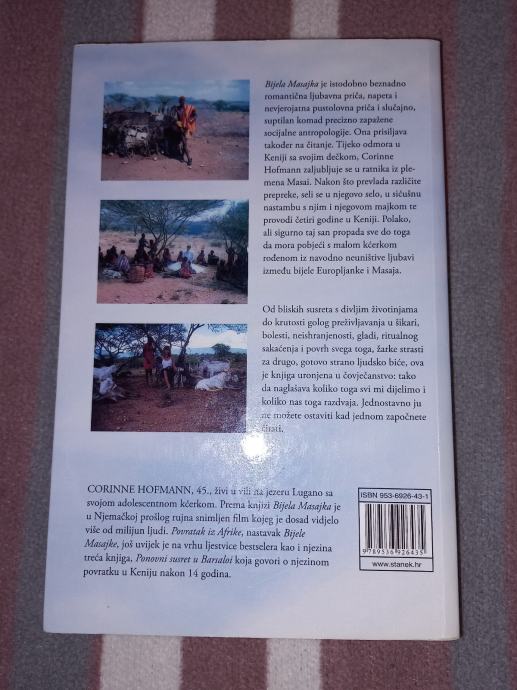 Bijela Masajka je istodobno beznadno
romantična ljubavna priča, napeta i
nevjerojatna pustolovna priča i slučajno,
suptilan komad precizno zapažene
socijalne antropologije. Ona prisiljava
također na čitanje. Tijeko odmora u
Keniji sa svojim dečkom, Corinne
Hofmann zaljubljuje se u ratnika iz ple-
mena Masai. Nakon što prevlada različite
prepreke, seli se u njegovo selo, u sićušnu
nastambu s njim i njegovom majkom te
provodi četiri godine u Keniji. Polako,
ali sigurno taj san propada sve do toga
da mora pobjeći s malom kćerkom
rođenom iz navodno neuništive ljubavi
između bijele Europljanke i Masaja.
Od bliskih susreta s divljim životinjama
do krutosti golog preživljavanja u šikari,
bolesti, neishranjenosti, gladi, ritualnog
sakaćenja i povrh svega toga, žarke strasti
za drugo, gotovo strano ljudsko biće, ova
je knjiga uronjena u čovječanstvo: tako
da naglašava koliko toga svi mi dijelimo i
koliko nas toga razdvaja. Jednostavno ju
ne možete ostaviti kad jednom započnete
čitati.
CORINNE HOFMANN, 45., živi u vili na jezeru Lugano sa
svojom adolescentnom kćerkom. Prema knjizi Bijela Masajka je
u Njemačkoj prošlog rujna snimljen film kojeg je dosad vidjelo
više od milijun ljudi. Povratak iz Afrike, nastavak Bijele
Masajke, još uvijek je na vrhu ljestvice bestselera kao i njezina
treća knjiga, Ponovni susret u Barsaloi koja govori o njezinom
povratku u Keniju nakon 14 godina.
ISBN 953-6926-43-1
9 789536 926435
www.stanek.hr